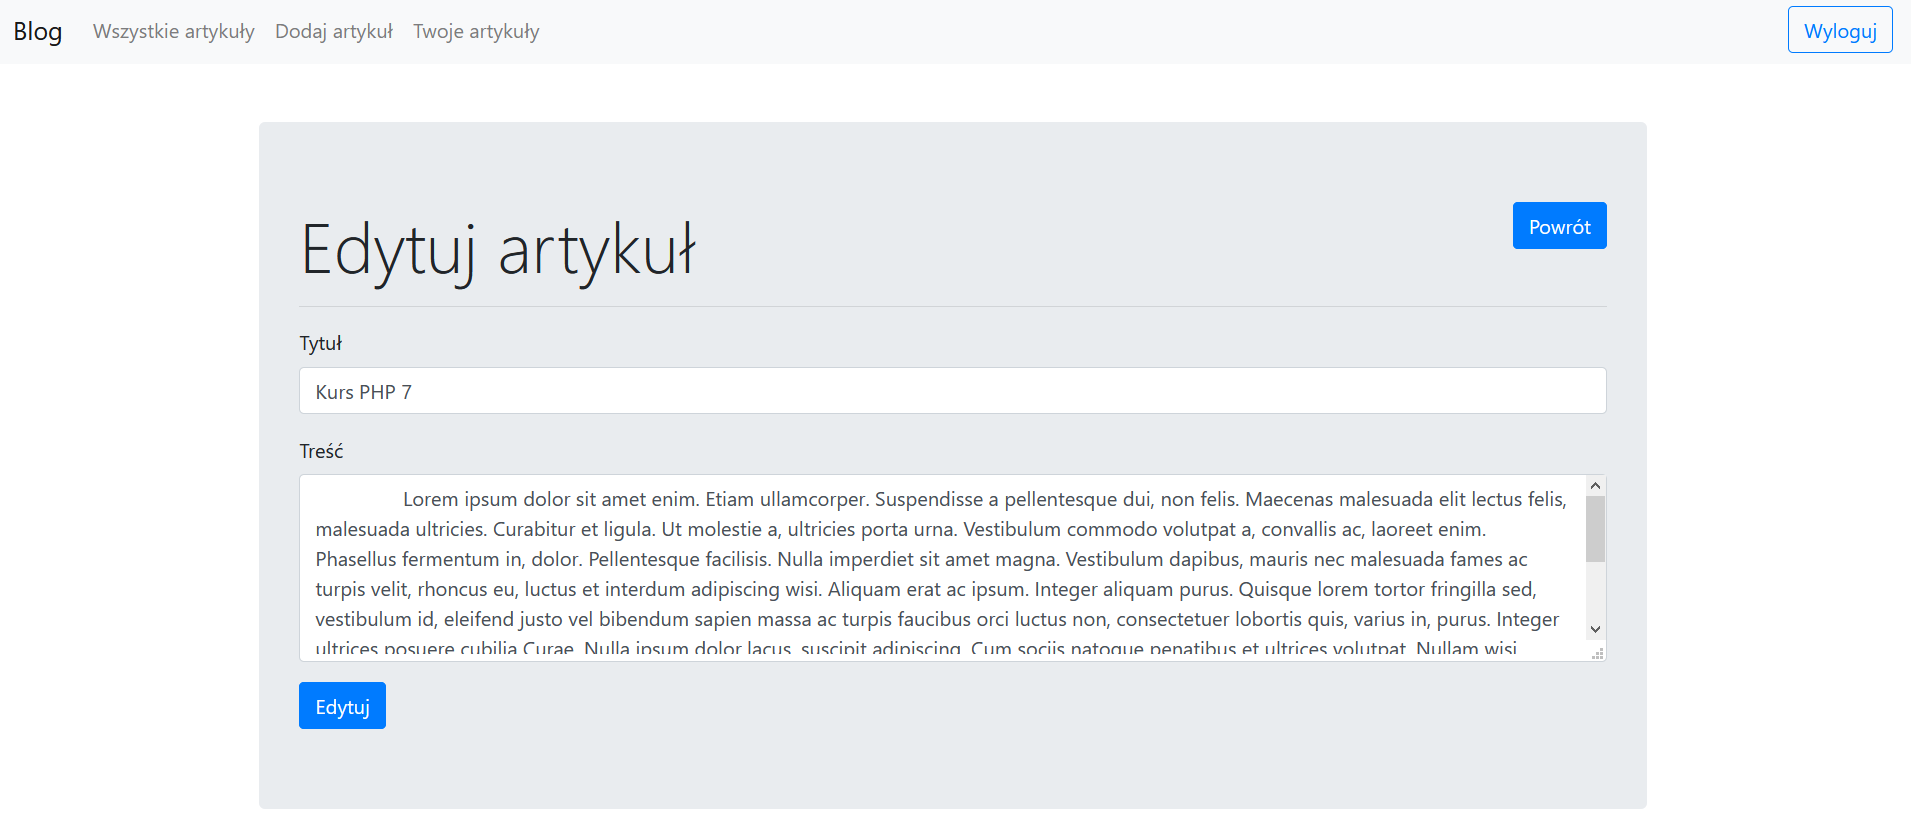 Blog Wszystkie artykuły Dodaj artykuł Twoje artykuły Wyloguj
Edytuj artykuł
Powrót
Tytuł
Kurs PHP 7
Treść
Lorem ipsum dolor sit amet enim. Etiam ullamcorper. Suspendisse a pellentesque dui, non felis. Maecenas malesuada elit lectus felis,
malesuada ultricies. Curabitur et ligula. Ut molestie a, ultricies porta urna. Vestibulum commodo volutpat a, convallis ac, laoreet enim.
Phasellus fermentum in, dolor. Pellentesque facilisis. Nulla imperdiet sit amet magna. Vestibulum dapibus, mauris nec malesuada fames ac
turpis velit, rhoncus eu, luctus et interdum adipiscing wisi. Aliquam erat ac ipsum. Integer aliquam purus. Quisque lorem tortor fringilla sed,
vestibulum id, eleifend justo vel bibendum sapien massa ac turpis faucibus orci luctus non, consectetuer lobortis quis, varius in, purus. Integer
ultrices posuere cubilia Curae, Nulla ipsum dolor lacus, suscipit adipiscing. Cum sociis natoque penatibus et ultrices volutpat. Nullam wisi
Edytuj